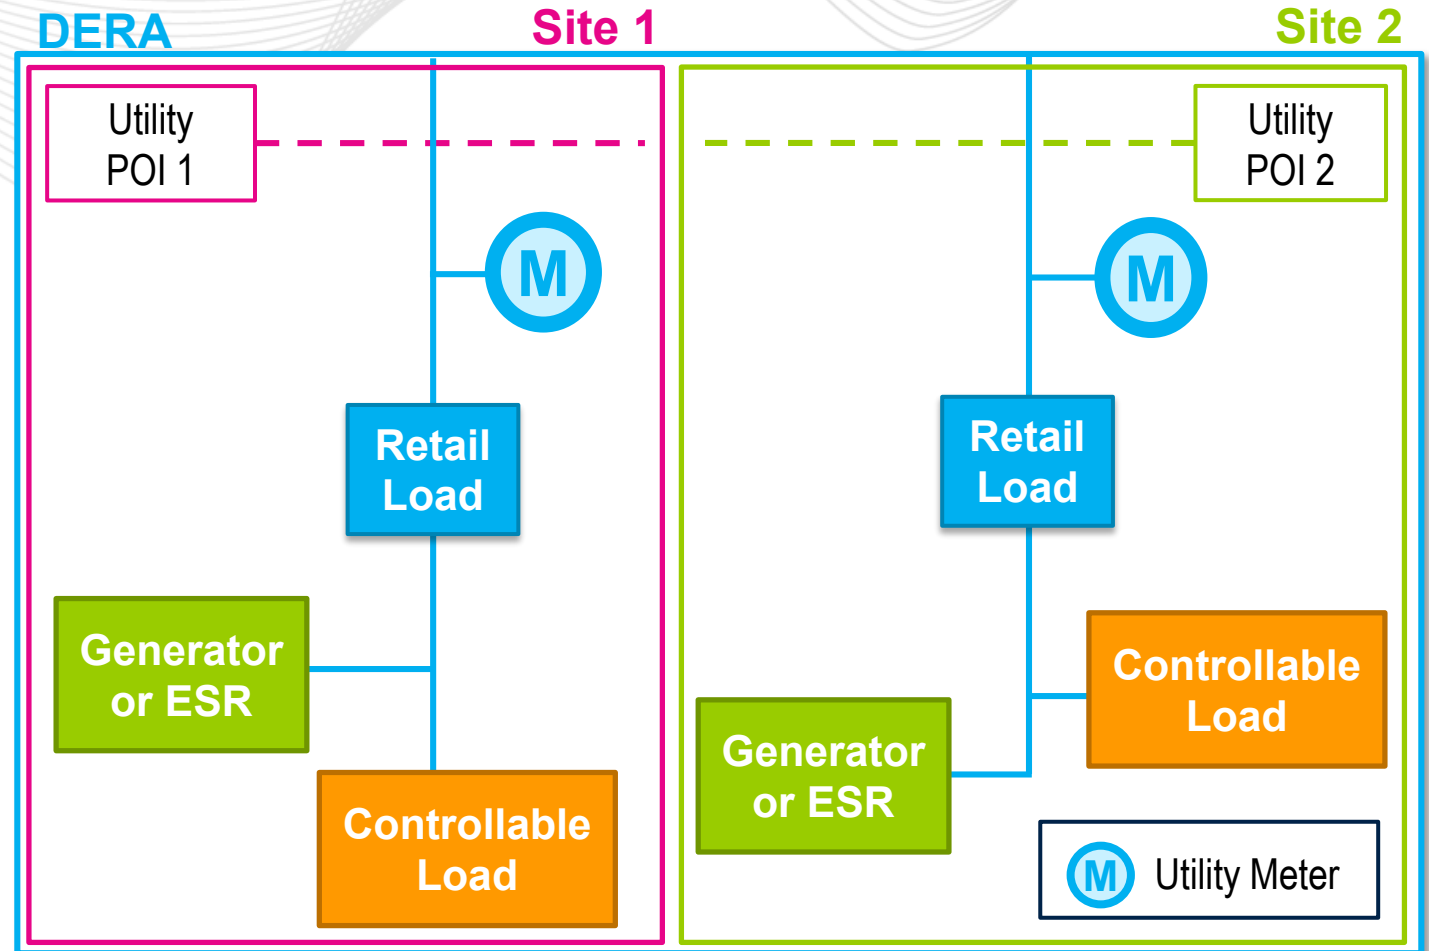 DERA
Site 1
Site 2
Utility
POI 1
Utility
POI 2
M
M
Retail
Load
Retail
Load
Generator
or ESR
Controllable
Load
Controllable
Load
Generator
or ESR
M Utility Meter